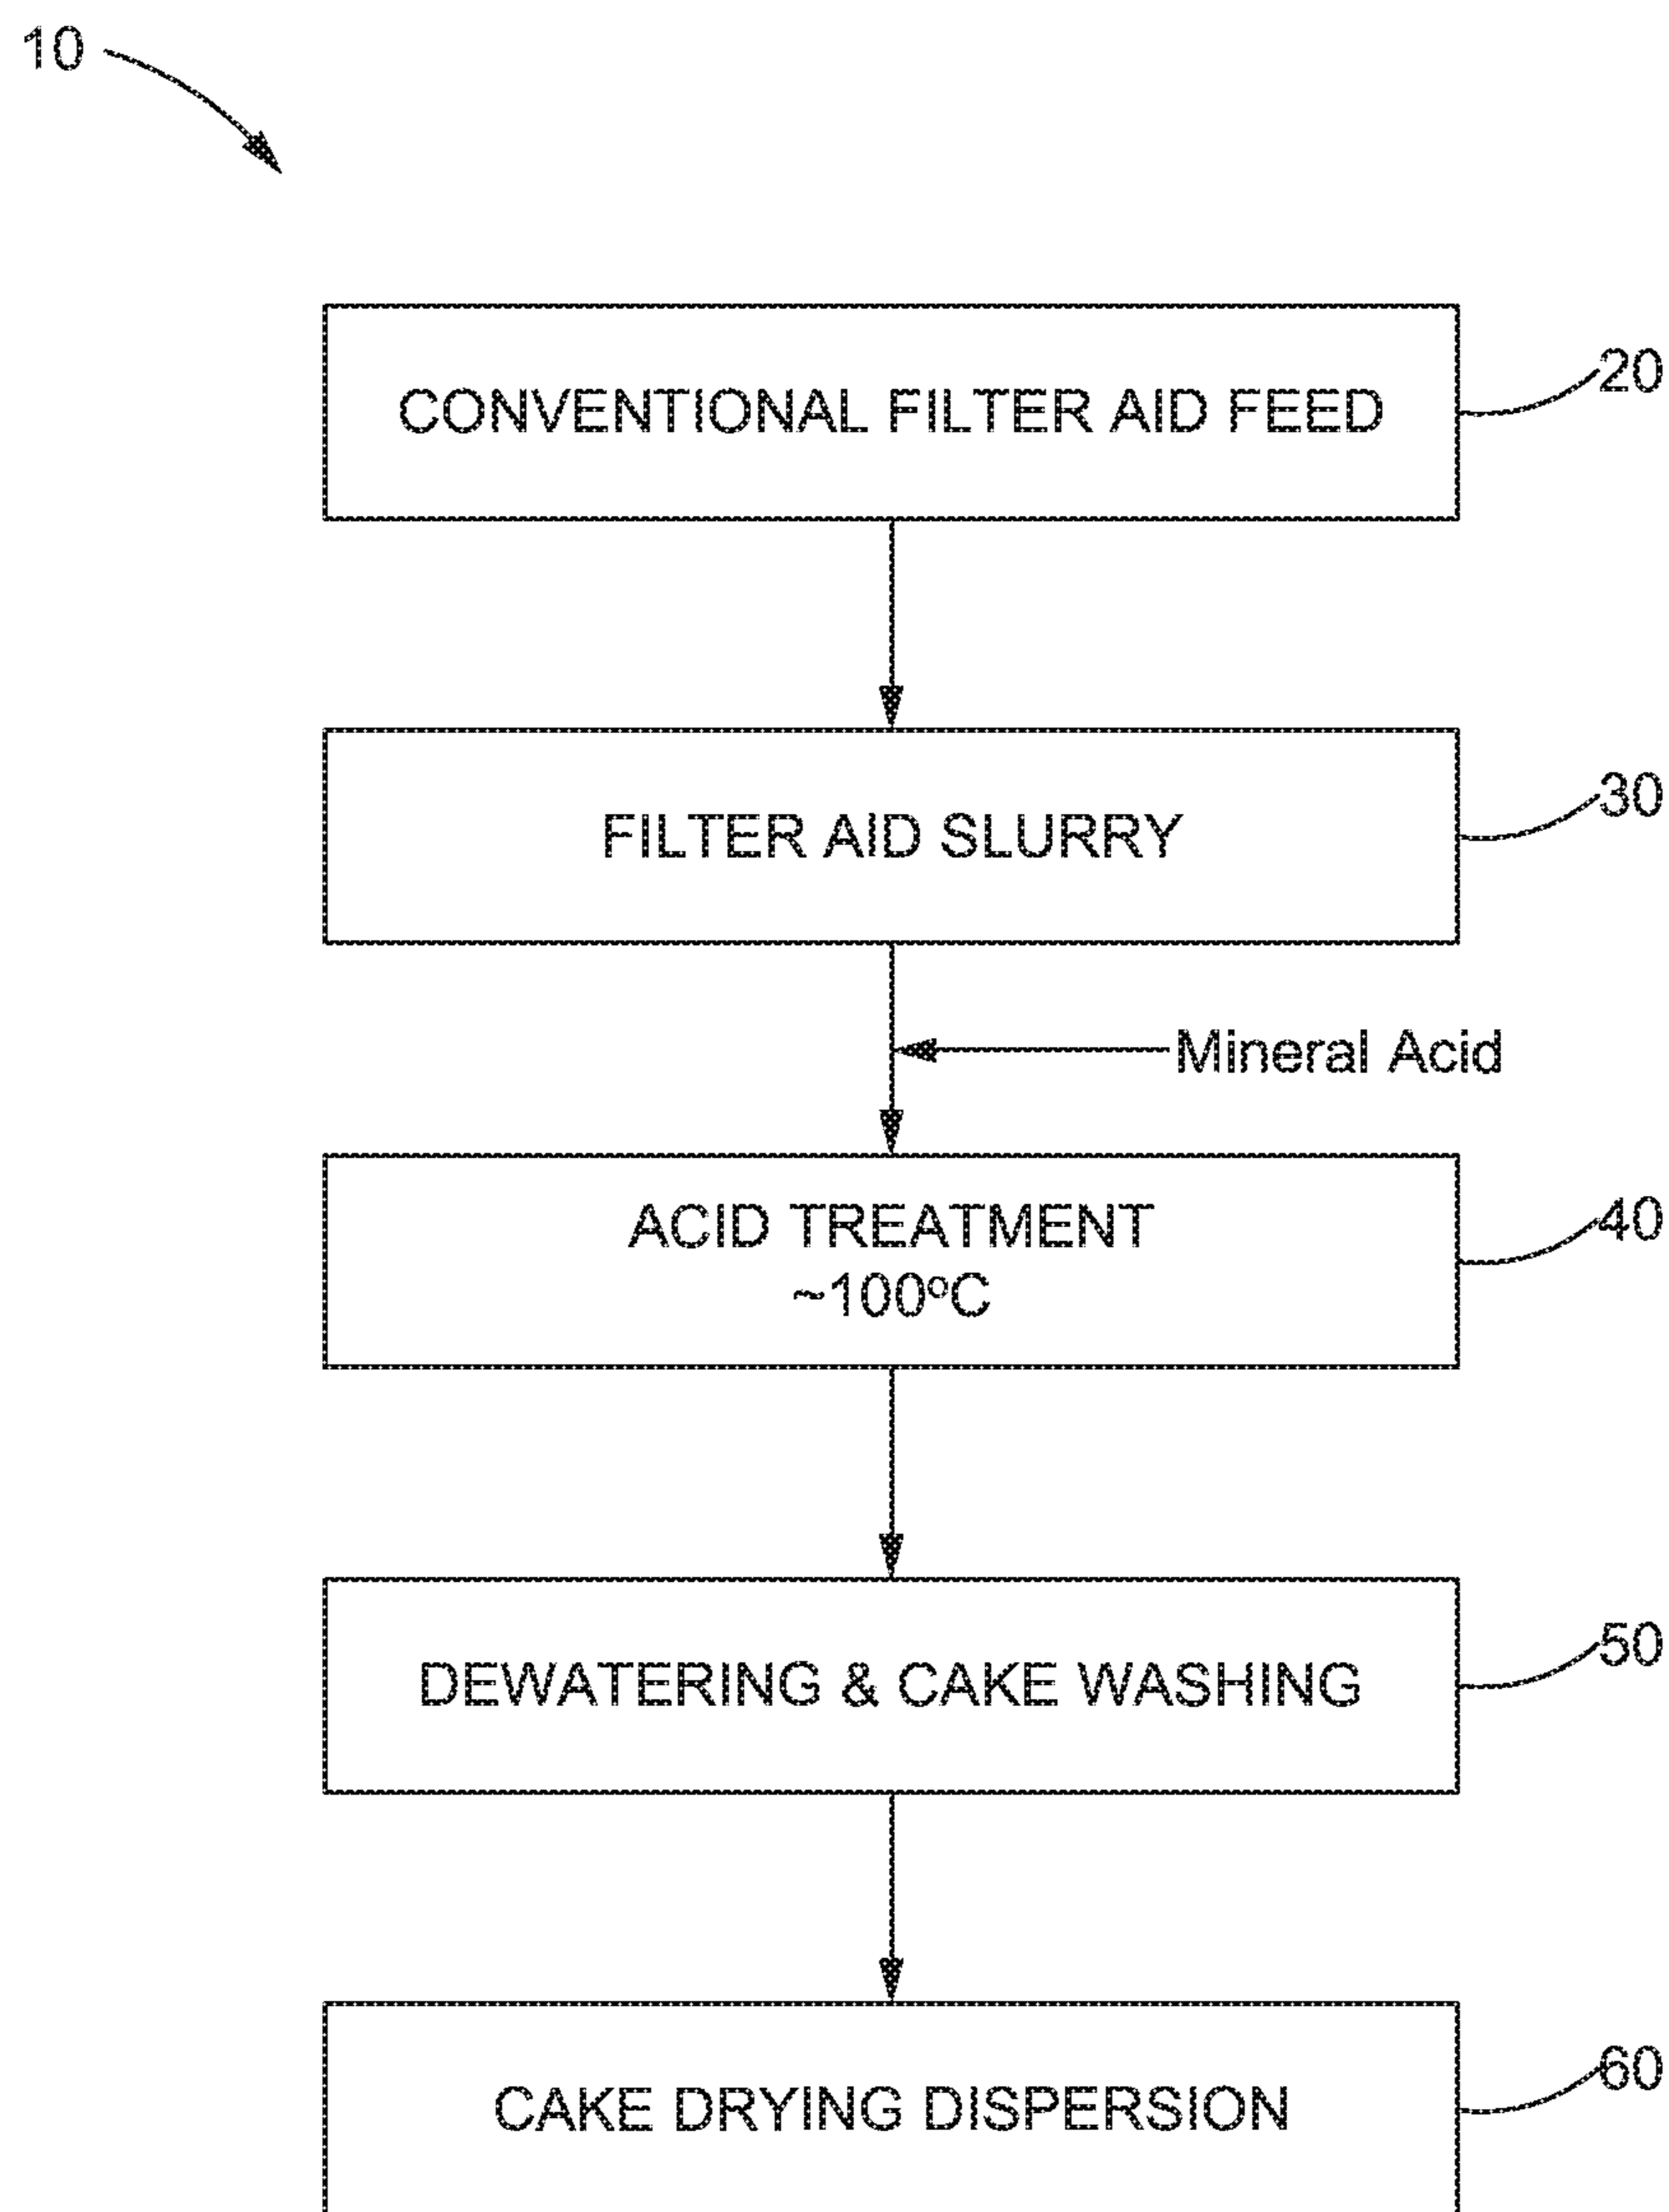 10
CONVENTIONAL FILTER AID FEED
20
FILTER AID SLURRY
30
Mineral Acid
ACID TREATMENT
~100°C
40
DEWATERING & CAKE WASHING
50
CAKE DRYING DISPERSION
60